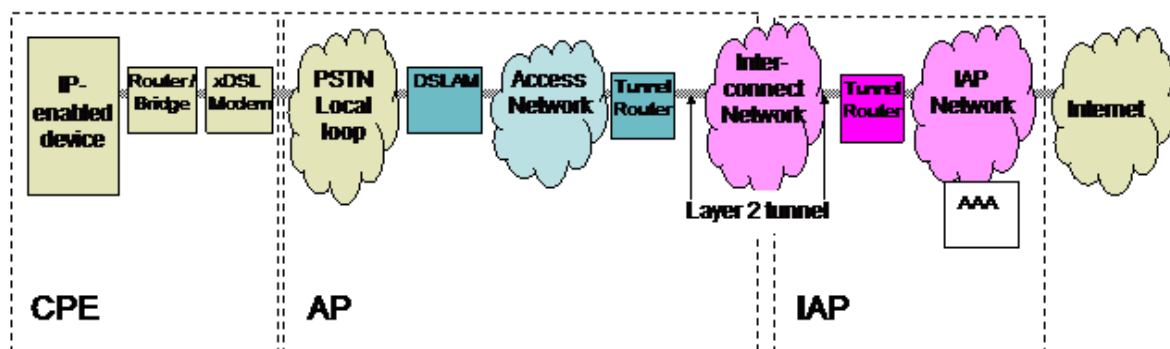 IP-
enabled
device
Router /
Bridge
xDSL
Modem
PSTN
Local
loop
DSLAM
Access
Network
Tunnel
Router
Inter-
connect
Network
Tunnel
Router
IAP
Network
Internet
Layer 2 tunnel
AAA
CPE
AP
IAP